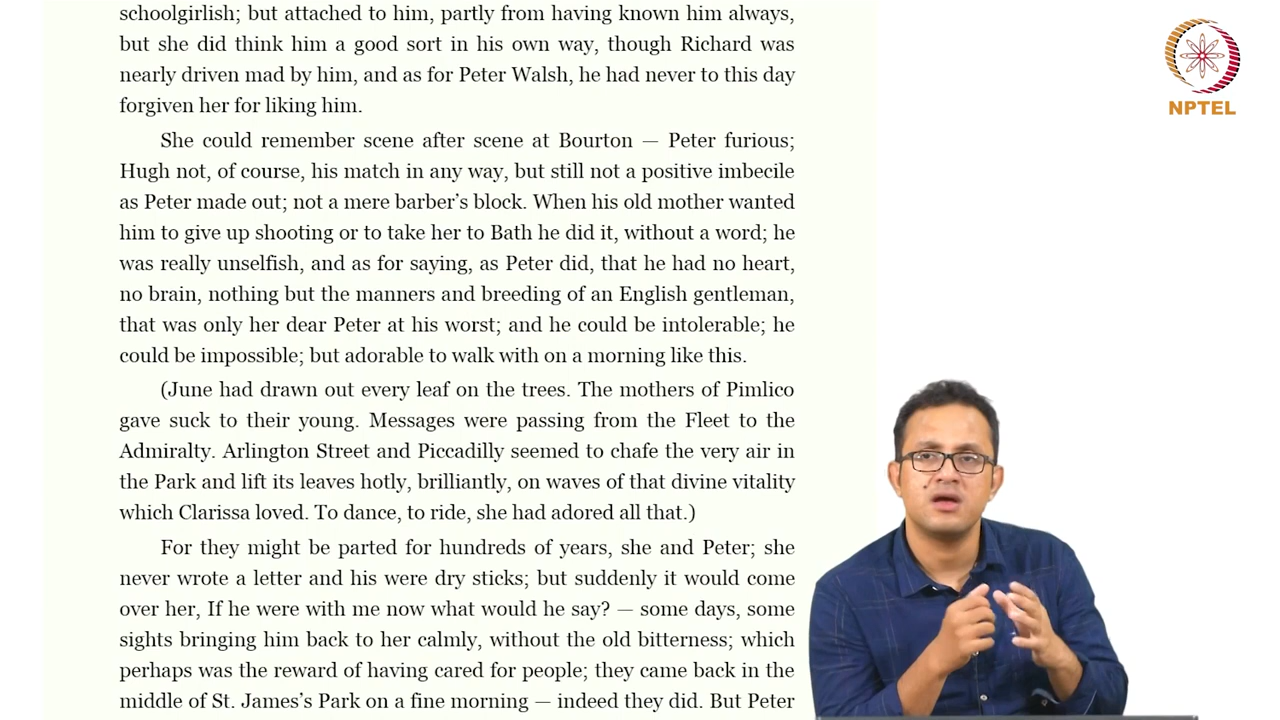 schoolgirlish; but attached to him, partly from having known him always,
but she did think him a good sort in his own way, though Richard was
nearly driven mad by him, and as for Peter Walsh, he had never to this day
forgiven her for liking him.
She could remember scene after scene at Bourton — Peter furious;
Hugh not, of course, his match in any way, but still not a positive imbecile
as Peter made out; not a mere barber’s block. When his old mother wanted
him to give up shooting or to take her to Bath he did it, without a word; he
was really unselfish, and as for saying, as Peter did, that he had no heart,
no brain, nothing but the manners and breeding of an English gentleman,
that was only her dear Peter at his worst; and he could be intolerable; he
could be impossible; but adorable to walk with on a morning like this.
(June had drawn out every leaf on the trees. The mothers of Pimlico
gave suck to their young. Messages were passing from the Fleet to the
Admiralty. Arlington Street and Piccadilly seemed to chafe the very air in
the Park and lift its leaves hotly, brilliantly, on waves of that divine vitality
which Clarissa loved. To dance, to ride, she had adored all that.)
For they might be parted for hundreds of years, she and Peter; she
never wrote a letter and his were dry sticks; but suddenly it would come
over her, If he were with me now what would he say? — some days, some
sights bringing him back to her calmly, without the old bitterness; which
perhaps was the reward of having cared for people; they came back in the
middle of St. James’s Park on a fine morning — indeed they did. But Peter
NPTEL